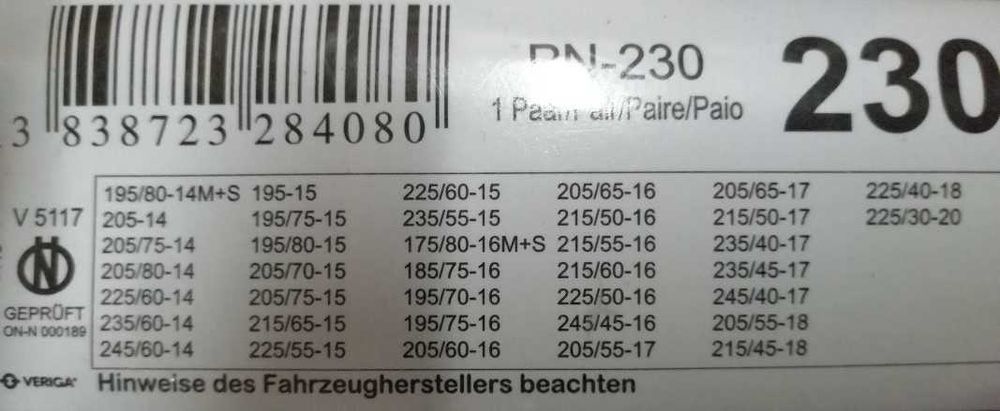 3 838723 284080
-230
230
1 /Paire/Paio
195/80-14M+S 195-15 225/60-15 205/65-16 205/65-17 225/40-18
205-14 195/75-15 235/55-15 215/50-16 215/50-17 225/30-20
205/75-14 195/80-15 175/80-16M+S 215/55-16 235/40-17
205/80-14 205/70-15 185/75-16 215/60-16 235/45-17
225/60-14 205/75-15 195/70-16 225/50-16 245/40-17
235/60-14 215/65-15 195/75-16 245/45-16 205/55-18
245/60-14 225/55-15 205/60-16 205/55-17 215/45-18
V 5117
N
GEPRÜFT
ON-N 000189
VERIGA
Hinweise des Fahrzeugherstellers beachten